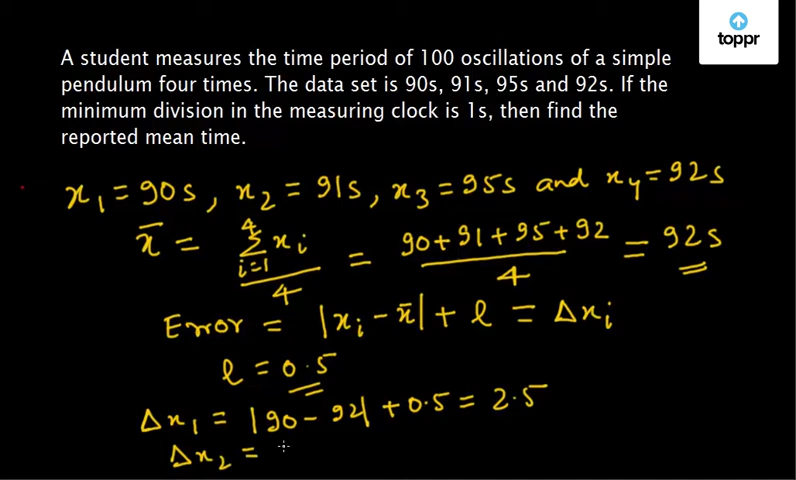 toppr
A student measures the time period of 100 oscillations of a simple
pendulum four times. The data set is 90s, 91s, 95s and 92s. If the
minimum division in the measuring clock is 1s, then find the
reported mean time.
x₁ = 90s, x₂ = 91s, x₃ = 95s and x₄ = 92s
x̄ = 4∑i=1 xᵢ / 4 = 90+91+95+92 / 4 = 92s
Error = |xᵢ - x̄| + l = Δxᵢ
l = 0.5
Δx₁ = |90 - 92| + 0.5 = 2.5
Δx₂ =